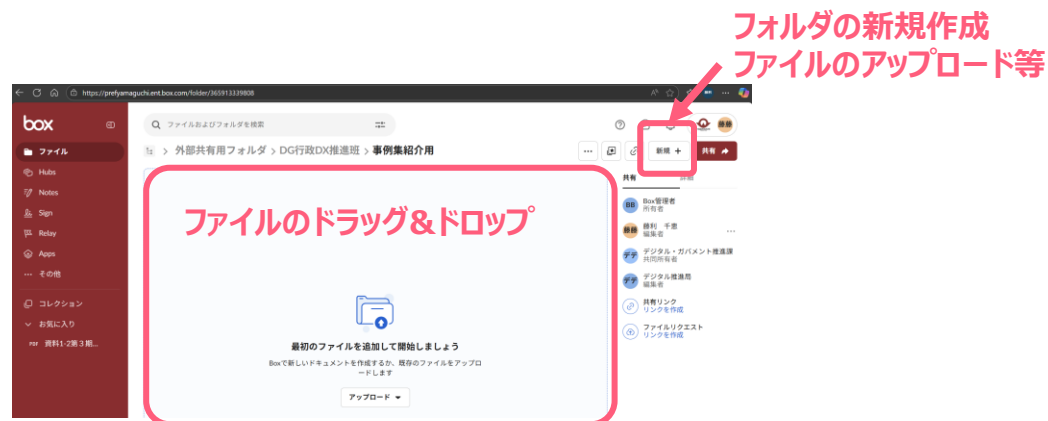 フォルダの新規作成
ファイルのアップロード等
https://prefyamaguchi.ent.box.com/folder/365913339808
box
ファイルおよびフォルダを検索
ファイル
外部共有用フォルダ > DG行政DX推進班 > 事例集紹介用
新規 +
共有
Hubs
Notes
Sign
Relay
Apps
その他
コレクション
お気に入り
PDF 資料1-2第3期...
ファイルのドラッグ&ドロップ
最初のファイルを追加して開始しましょう
Boxで新しいドキュメントを作成するか、既存のファイルをアップロ
ードします
アップロード
共有
詳細
BB Box管理者
所有者
藤勝 藤利 千恵
編集者
デデ デジタル・ガバメント推進課
共同所有者
デデ デジタル推進局
編集者
共有リンク
リンクを作成
ファイルリクエスト
リンクを作成